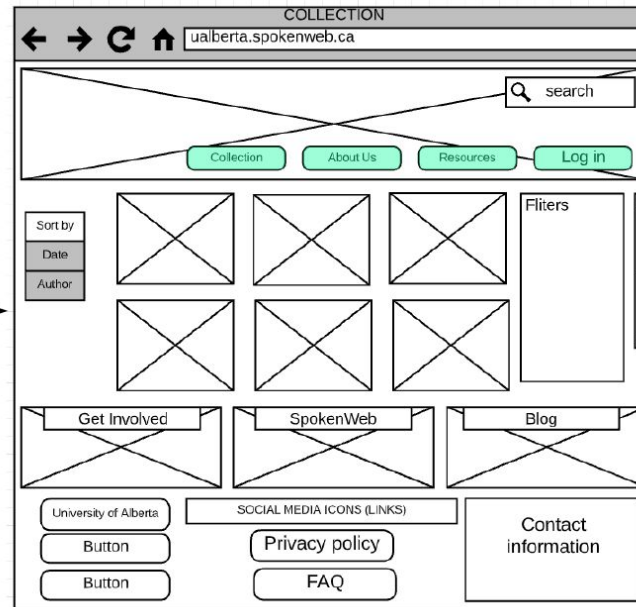 COLLECTION
ualberta.spokenweb.ca
search
Collection
About Us
Resources
Log in
Sort by
Date
Author
Fliters
Get Involved
SpokenWeb
Blog
University of Alberta
Button
Button
SOCIAL MEDIA ICONS (LINKS)
Privacy policy
FAQ
Contact
information